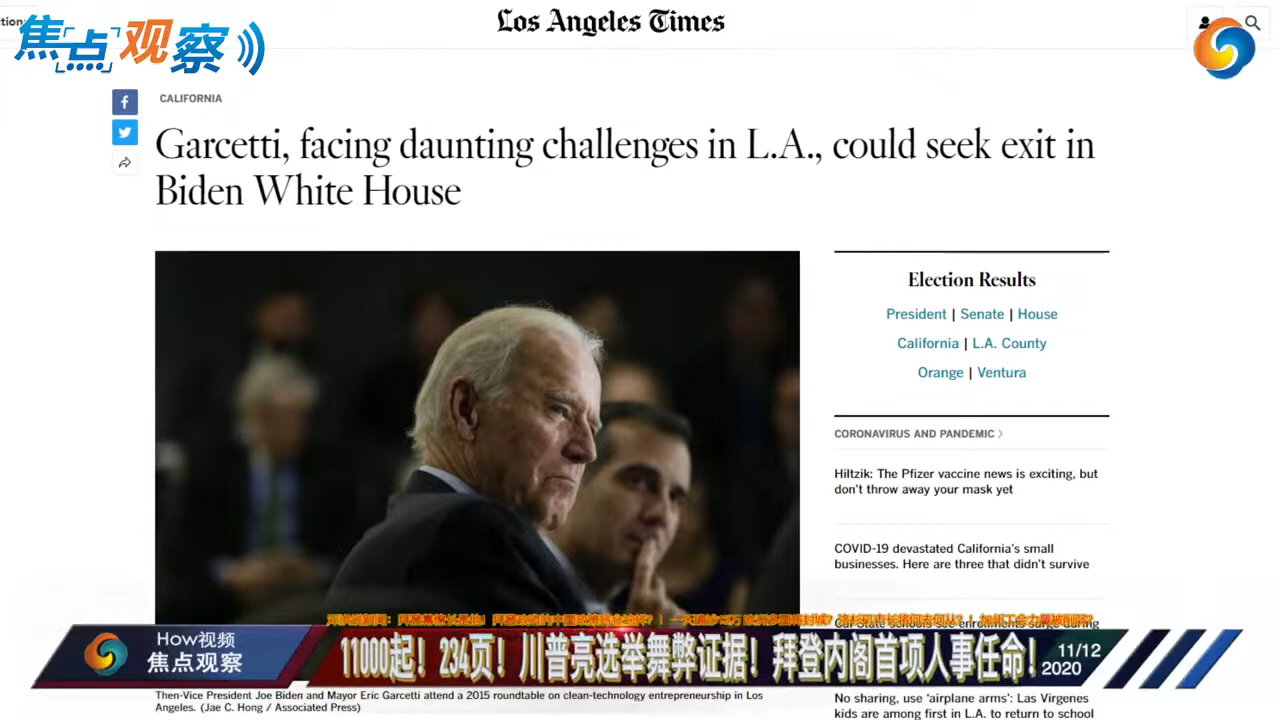 焦点观察
Los Angeles Times
CALIFORNIA
Garcetti, facing daunting challenges in L.A., could seek exit in
Biden White House
Election Results
President | Senate | House
California | L.A. County
Orange | Ventura
CORONAVIRUS AND PANDEMIC
Hiltzik: The Pfizer vaccine news is exciting, but
don't throw away your mask yet
COVID-19 devastated California's small
businesses. Here are three that didn't survive
How视频
焦点观察
11000起！234页！川普亮选举舞弊证据！拜登内阁首项人事任命！
11/12
2020
Then-Vice President Joe Biden and Mayor Eric Garcetti attend a 2015 roundtable on clean-technology entrepreneurship in Los
Angeles. (Jae C. Hong / Associated Press)
No sharing, use 'airplane arms': Las Virgenes
kids are among first in L.A. to return to school